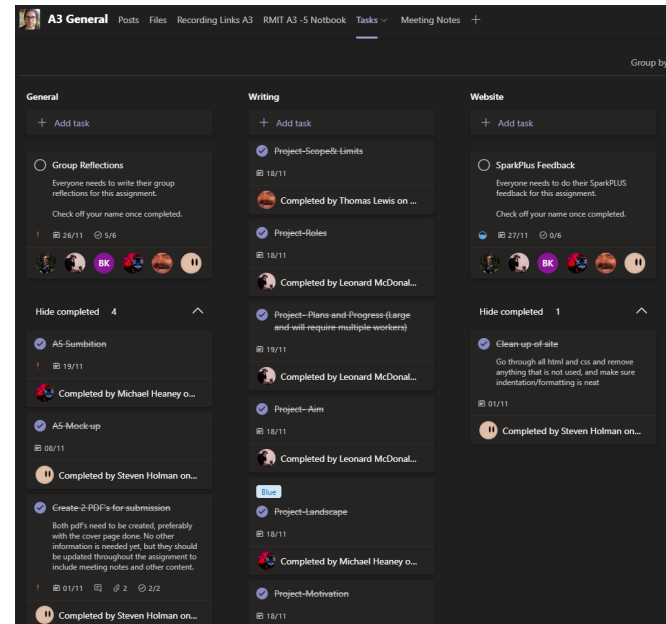 A3 General Posts Files Recording Links A3 RMIT A3 -5 Notbook Tasks Meeting Notes
Group by
General
+ Add task
Group Reflections
Everyone needs to write their group
reflections for this assignment.
Check off your name once completed.
! 26/11 5/6
BK
Hide completed 4
A5 Sumbition
! 19/11
Completed by Michael Heaney o...
A5 Mock up
08/11
Completed by Steven Holman on...
Create 2 PDF's for submission
Both pdf's need to be created, preferably
with the cover page done. No other
information is needed yet, but they should
be updated throughout the assignment to
include meeting notes and other content.
! 01/11 2 2/2
Completed by Steven Holman on...
Writing
+ Add task
Project-Scope& Limits
18/11
Completed by Thomas Lewis on ...
Project-Roles
18/11
Completed by Leonard McDonal...
Project- Plans and Progress (Large
and will require multiple workers)
19/11
Completed by Leonard McDonal...
Project- Aim
18/11
Completed by Leonard McDonal...
Blue
Project-Landscape
18/11
Completed by Michael Heaney o...
Project-Motivation
18/11
Website
+ Add task
SparkPlus Feedback
Everyone needs to do their SparkPLUS
feedback for this assignment.
Check off your name once completed.
27/11 0/6
BK
Hide completed 1
Clean up of site
Go through all html and css and remove
anything that is not used, and make sure
indentation/formatting is neat
01/11
Completed by Steven Holman on...